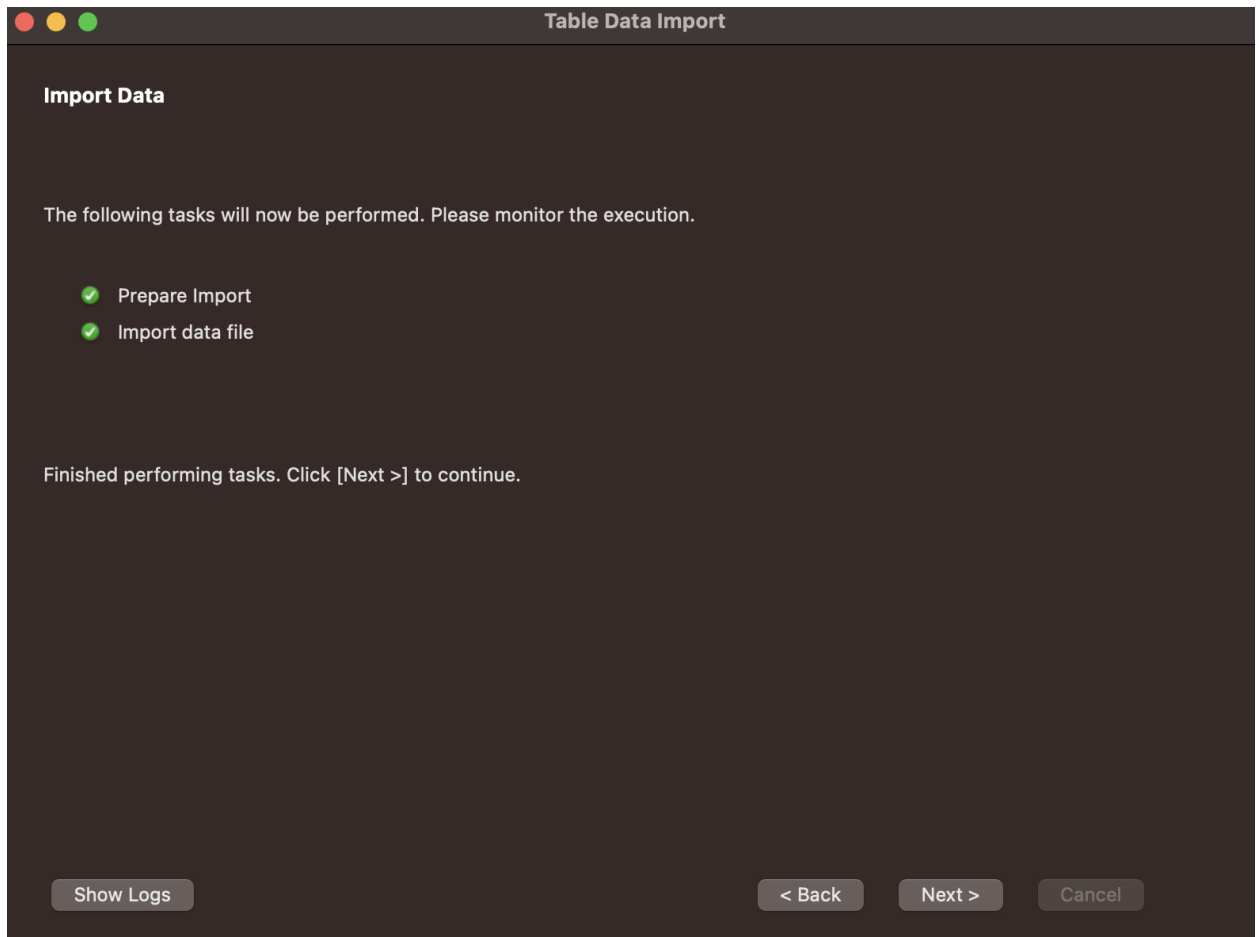 Table Data Import
Import Data
The following tasks will now be performed. Please monitor the execution.
Prepare Import
Import data file
Finished performing tasks. Click [Next >] to continue.
Show Logs
< Back
Next >
Cancel